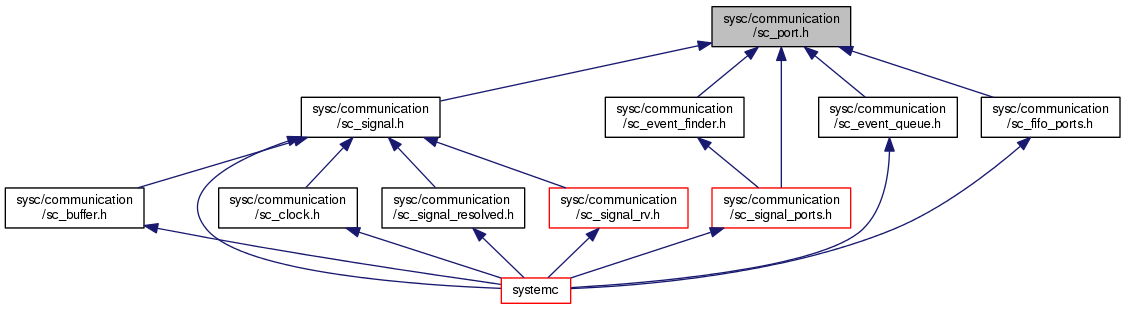 sysc/communication
/sc_port.h
sysc/communication
/sc_signal.h
sysc/communication
/sc_event_finder.h
sysc/communication
/sc_event_queue.h
sysc/communication
/sc_fifo_ports.h
sysc/communication
/sc_buffer.h
sysc/communication
/sc_clock.h
sysc/communication
/sc_signal_resolved.h
sysc/communication
/sc_signal_rv.h
sysc/communication
/sc_signal_ports.h
systemc